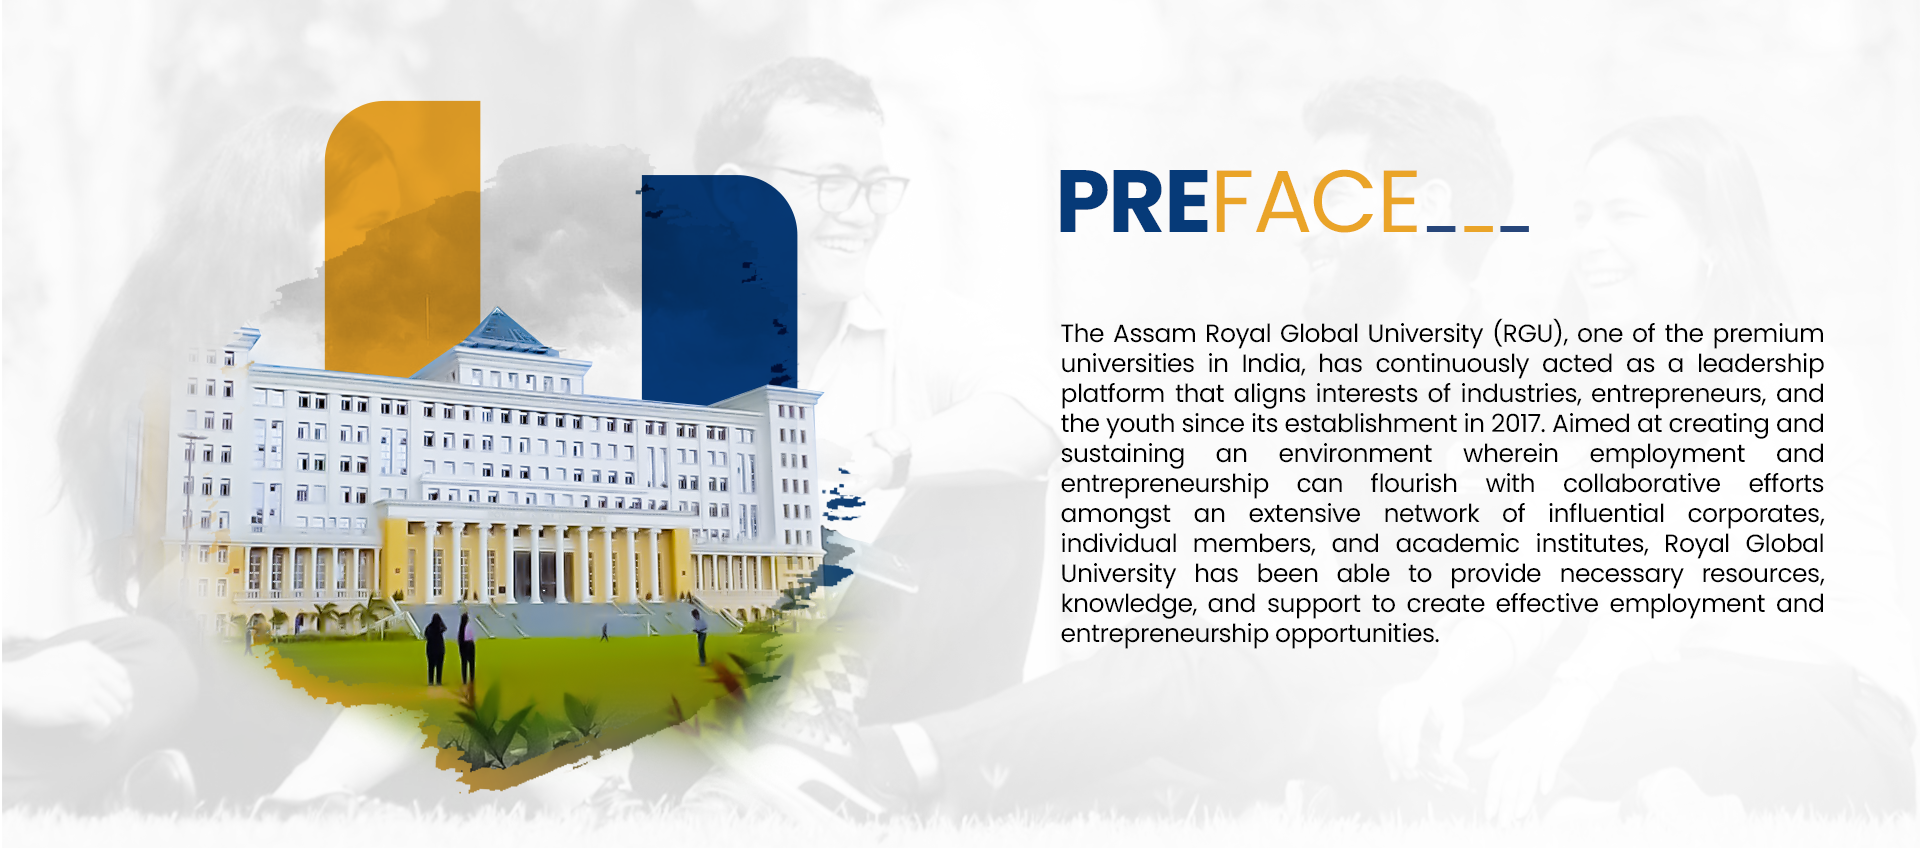 PREFACE___
The Assam Royal Global University (RGU), one of the premium
universities in India, has continuously acted as a leadership
platform that aligns interests of industries, entrepreneurs, and
the youth since its establishment in 2017. Aimed at creating and
sustaining an environment wherein employment and
entrepreneurship can flourish with collaborative efforts
amongst an extensive network of influential corporates,
individual members, and academic institutes, Royal Global
University has been able to provide necessary resources,
knowledge, and support to create effective employment and
entrepreneurship opportunities.